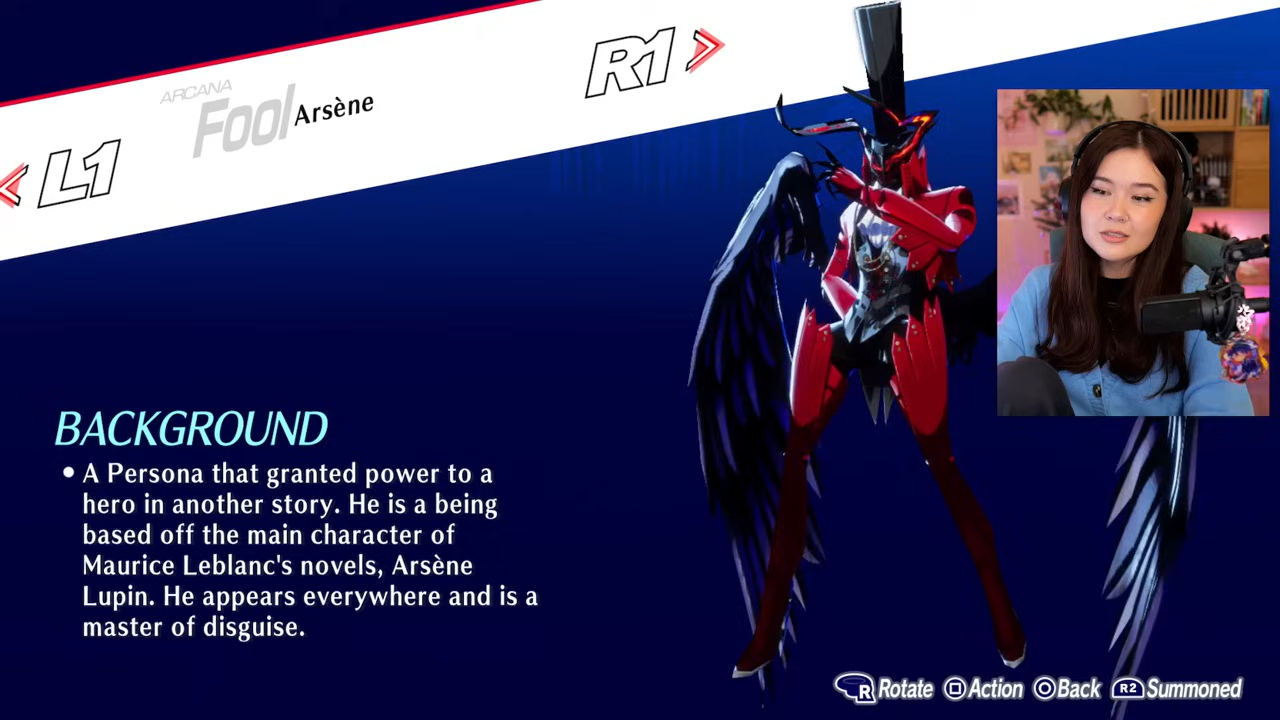 R1
ARCANA
Fool Arsène
L1
BACKGROUND
• A Persona that granted power to a
hero in another story. He is a being
based off the main character of
Maurice Leblanc's novels, Arsène
Lupin. He appears everywhere and is a
master of disguise.
R Rotate Action Back R2 Summoned